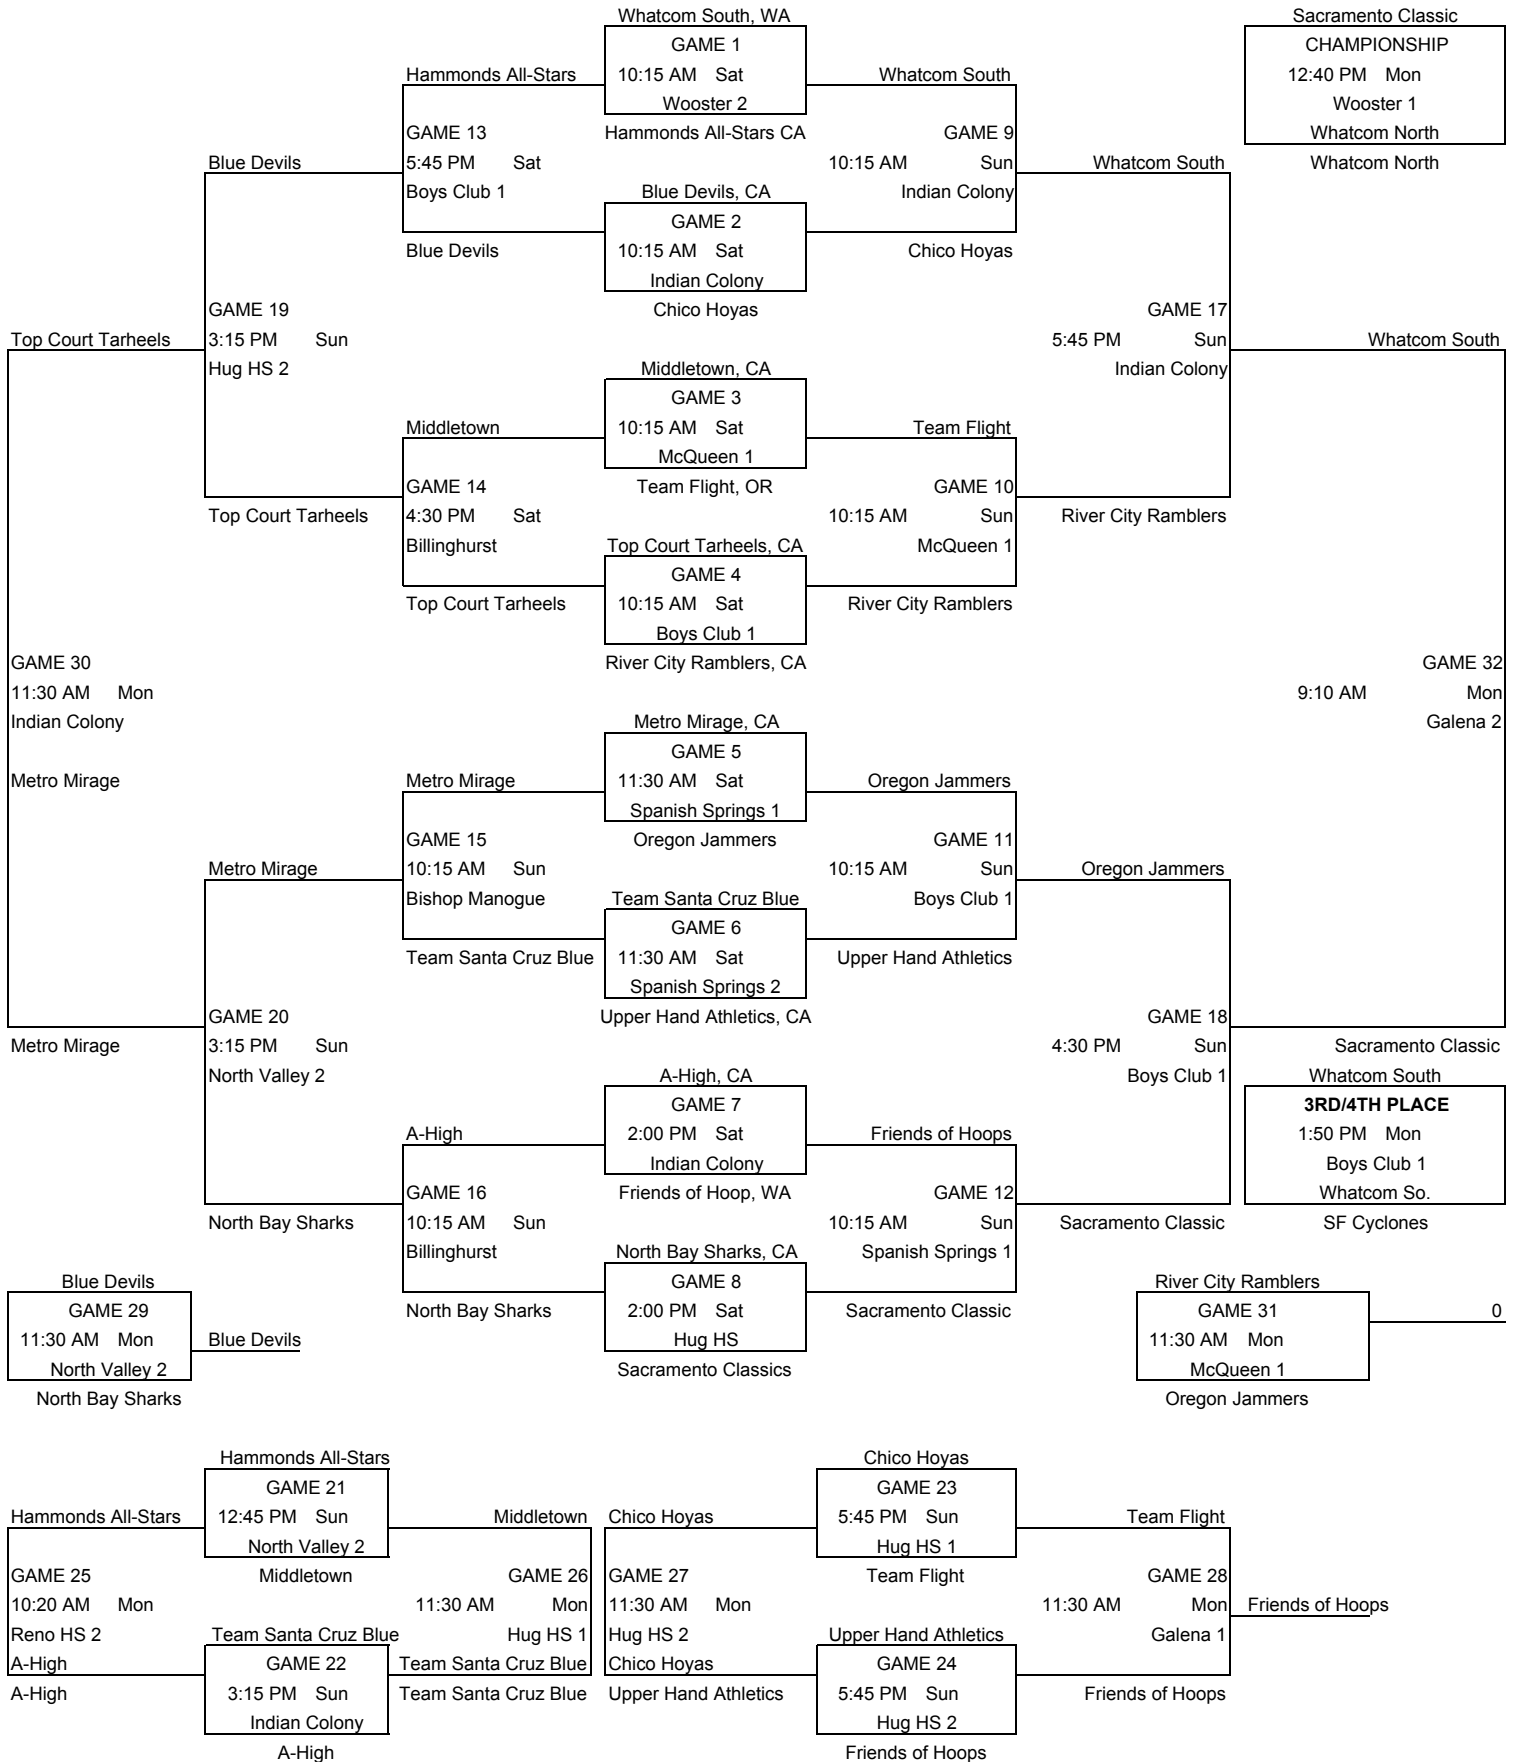 Whatcom South, WA
Sacramento Classic
GAME 1
CHAMPIONSHIP
Hammonds All-Stars
10:15 AM Sat
Whatcom South
12:40 PM Mon
Wooster 2
Wooster 1
GAME 13
Hammonds All-Stars CA
GAME 9
Whatcom North
Blue Devils
5:45 PM Sat
10:15 AM Sun
Whatcom South
Whatcom North
Boys Club 1
Blue Devils, CA
Indian Colony
GAME 2
Blue Devils
10:15 AM Sat
Chico Hoyas
Indian Colony
GAME 19
Chico Hoyas
GAME 17
Top Court Tarheels
3:15 PM Sun
5:45 PM Sun
Whatcom South
Hug HS 2
Middletown, CA
Indian Colony
GAME 3
Middletown
10:15 AM Sat
Team Flight
McQueen 1
GAME 14
Team Flight, OR
GAME 10
Top Court Tarheels
4:30 PM Sat
10:15 AM Sun
River City Ramblers
Billinghurst
Top Court Tarheels, CA
McQueen 1
GAME 4
Top Court Tarheels
10:15 AM Sat
River City Ramblers
Boys Club 1
GAME 30
River City Ramblers, CA
GAME 32
11:30 AM Mon
9:10 AM Mon
Indian Colony
Metro Mirage, CA
Galena 2
GAME 5
Metro Mirage
Metro Mirage
11:30 AM Sat
Oregon Jammers
Spanish Springs 1
GAME 15
Oregon Jammers
GAME 11
Metro Mirage
10:15 AM Sun
10:15 AM Sun
Oregon Jammers
Bishop Manogue
Team Santa Cruz Blue
Boys Club 1
GAME 6
Team Santa Cruz Blue
11:30 AM Sat
Upper Hand Athletics
Spanish Springs 2
GAME 20
Upper Hand Athletics, CA
GAME 18
Metro Mirage
3:15 PM Sun
4:30 PM Sun
Sacramento Classic
North Valley 2
A-High, CA
Boys Club 1
Whatcom South
GAME 7
3RD/4TH PLACE
A-High
2:00 PM Sat
Friends of Hoops
1:50 PM Mon
Indian Colony
Boys Club 1
GAME 16
Friends of Hoop, WA
GAME 12
Whatcom So.
North Bay Sharks
10:15 AM Sun
10:15 AM Sun
Sacramento Classic
SF Cyclones
Billinghurst
North Bay Sharks, CA
Spanish Springs 1
Blue Devils
GAME 8
River City Ramblers
GAME 29
North Bay Sharks
2:00 PM Sat
Sacramento Classic
GAME 31
0
11:30 AM Mon
Blue Devils
Hug HS
11:30 AM Mon
North Valley 2
Sacramento Classics
McQueen 1
North Bay Sharks
Oregon Jammers
Hammonds All-Stars
Chico Hoyas
GAME 21
GAME 23
Hammonds All-Stars
12:45 PM Sun
Middletown
Chico Hoyas
5:45 PM Sun
Team Flight
North Valley 2
Hug HS 1
GAME 25
Middletown
GAME 26
GAME 27
Team Flight
GAME 28
10:20 AM Mon
11:30 AM Mon
11:30 AM Mon
11:30 AM Mon
Friends of Hoops
Reno HS 2
Team Santa Cruz Blue
Hug HS 1
Hug HS 2
Upper Hand Athletics
Galena 1
A-High
GAME 22
Team Santa Cruz Blue
Chico Hoyas
GAME 24
A-High
3:15 PM Sun
Team Santa Cruz Blue
Upper Hand Athletics
5:45 PM Sun
Friends of Hoops
Indian Colony
Hug HS 2
A-High
Friends of Hoops